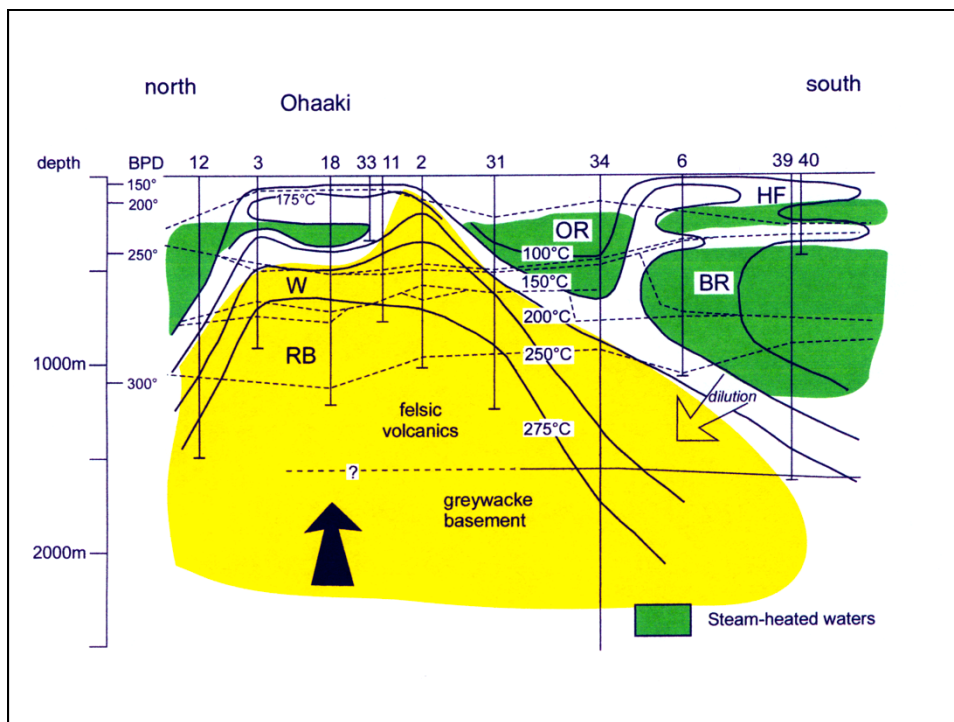 north
south
Ohaaki
depth BPD 12 3 18 33 11 2 31 34 6 39 40
150°
175°C
200°
HF
OR
250°
100°C
W
150°C
BR
200°C
RB
250°C
1000m
300°
dilution
felsic
volcanics
275°C
?
greywacke
basement
2000m
Steam-heated waters